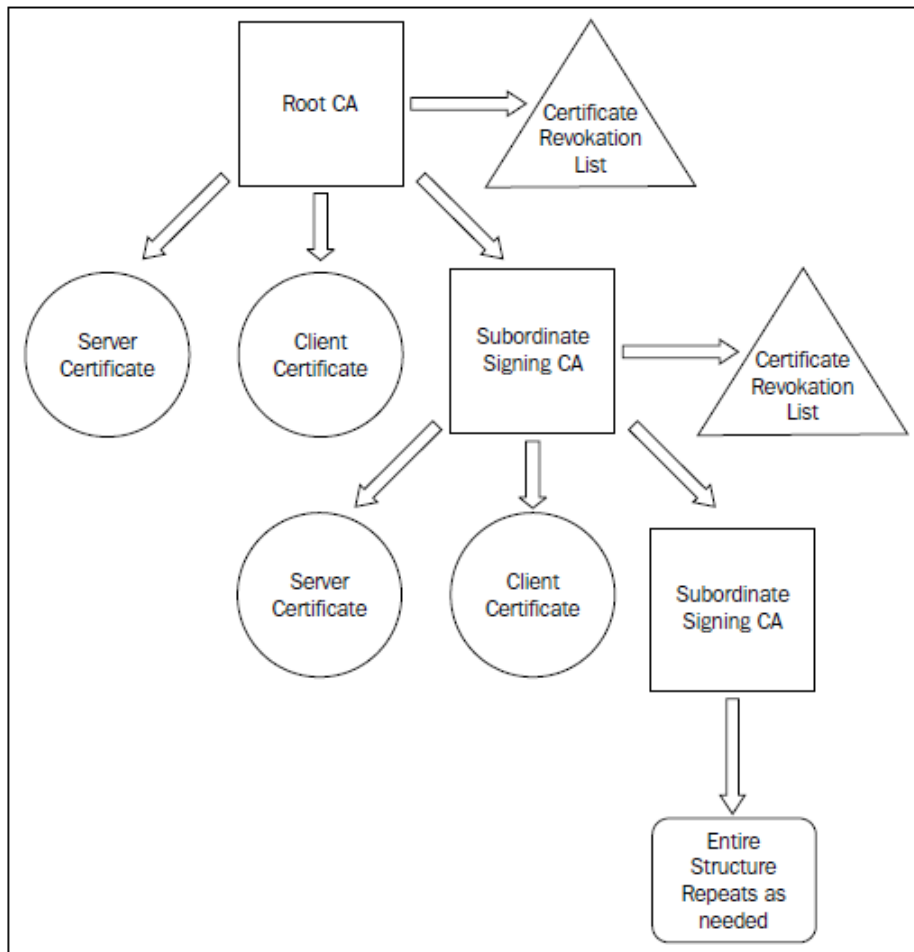 Root CA
Certificate
Revokation
List
Server
Certificate
Client
Certificate
Subordinate
Signing CA
Certificate
Revokation
List
Server
Certificate
Client
Certificate
Subordinate
Signing CA
Entire
Structure
Repeats as
needed